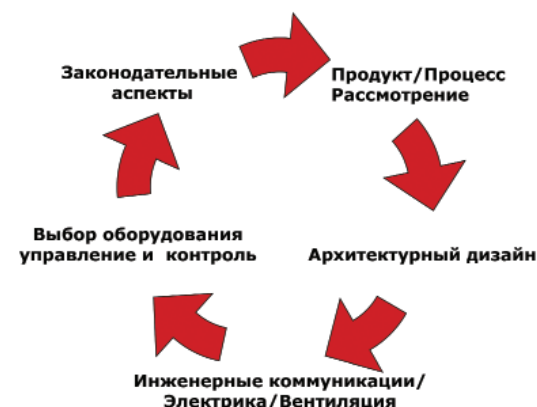 Законодательные
аспекты
Продукт/Процесс
Рассмотрение
Архитектурный дизайн
Инженерные коммуникации/
Электрика/Вентиляция
Выбор оборудования
управление и контроль